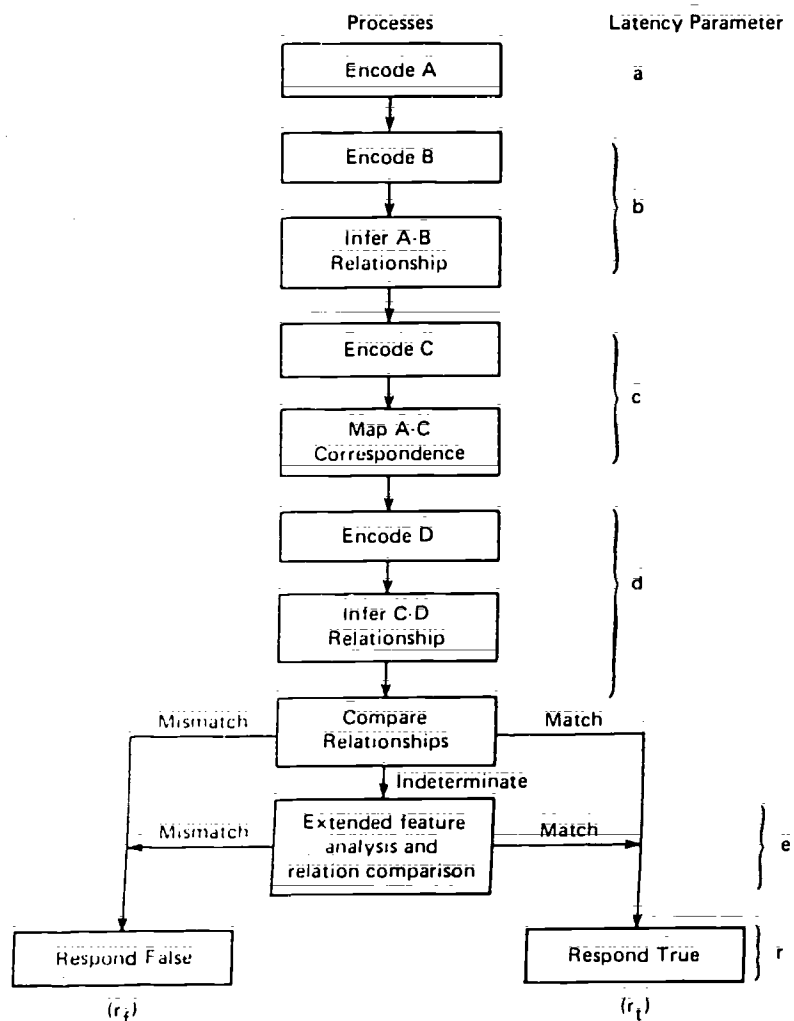 Processes
Latency Parameter
Encode A
a
Encode B
b
Infer A-B
Relationship
Encode C
c
Map A-C
Correspondence
Encode D
d
Infer C-D
Relationship
Mismatch
Compare
Relationships
Match
Indeterminate
Mismatch
Extended feature
analysis and
relation comparison
Match
e
Respond False
Respond True
r
(r_f)
(r_t)